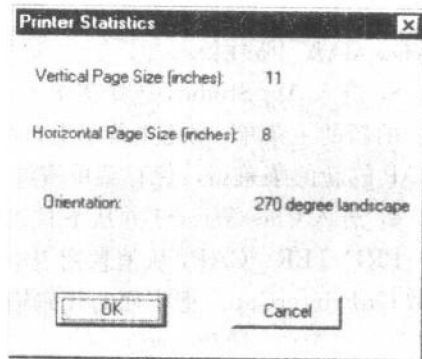 Printer Statistics
Vertical Page Size (inches): 11
Horizontal Page Size (inches): 8
Orientation: 270 degree landscape
OK Cancel